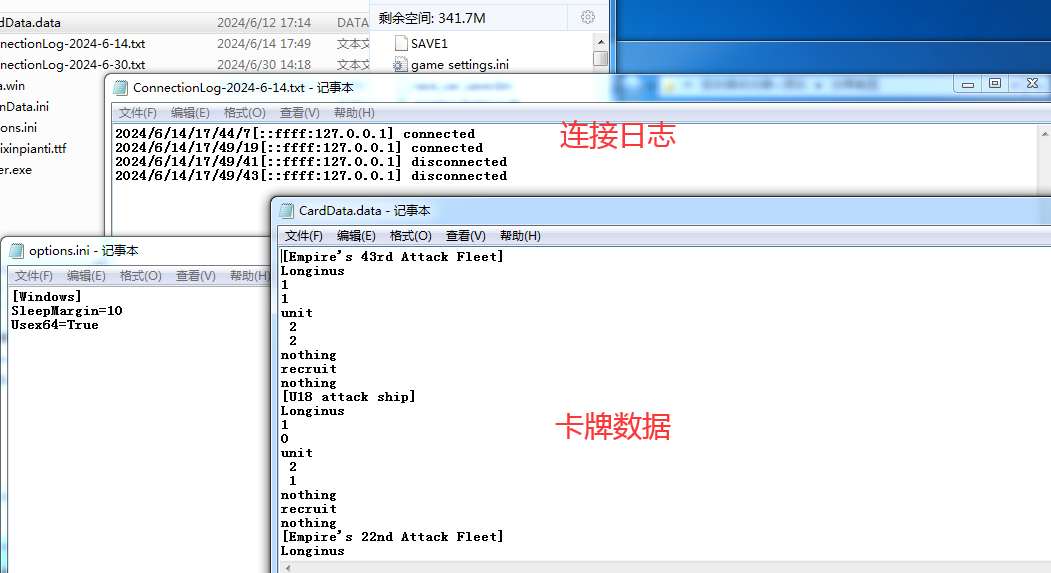 dData.data 2024/6/12 17:14 DATA
nnectionLog-2024-6-14.txt 2024/6/14 17:49 文本文
nnectionLog-2024-6-30.txt 2024/6/30 14:18 文本文
a.win
nData.ini
ons.ini
ixinpianti.ttf
er.exe
剩余空间: 341.7M
SAVE1
game settings.ini
ConnectionLog-2024-6-14.txt - 记事本
文件(F) 编辑(E) 格式(O) 查看(V) 帮助(H)
2024/6/14/17/44/7[::ffff:127.0.0.1] connected
2024/6/14/17/49/19[::ffff:127.0.0.1] connected
2024/6/14/17/49/41[::ffff:127.0.0.1] disconnected
2024/6/14/17/49/43[::ffff:127.0.0.1] disconnected
连接日志
options.ini - 记事本
文件(F) 编辑(E) 格式(O) 查看(V) 帮助(H)
[Windows]
SleepMargin=10
Usex64=True
CardData.data - 记事本
文件(F) 编辑(E) 格式(O) 查看(V) 帮助(H)
[Empire's 43rd Attack Fleet]
Longinus
1
1
unit
2
2
nothing
recruit
nothing
[U18 attack ship]
Longinus
1
0
unit
2
1
nothing
recruit
nothing
[Empire's 22nd Attack Fleet]
Longinus
卡牌数据